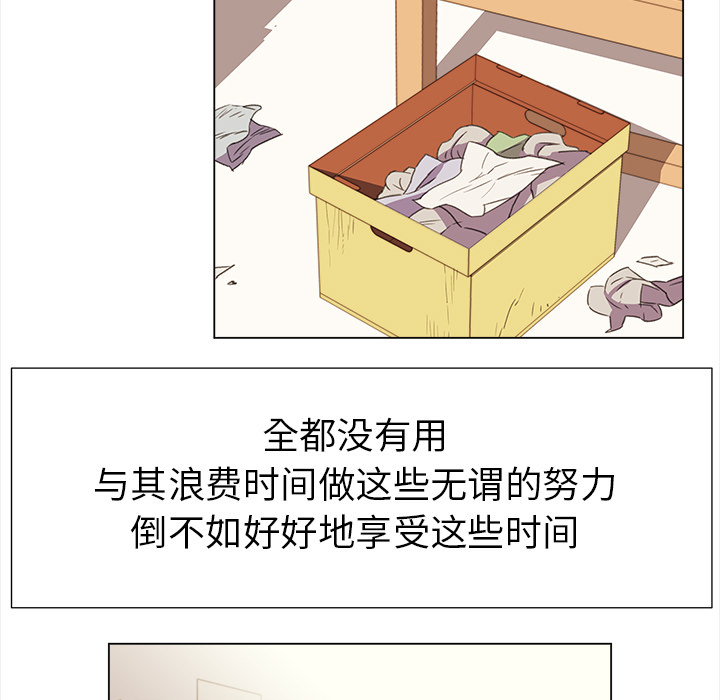 全都没有用
与其浪费时间做这些无谓的努力
倒不如好好地享受这些时间